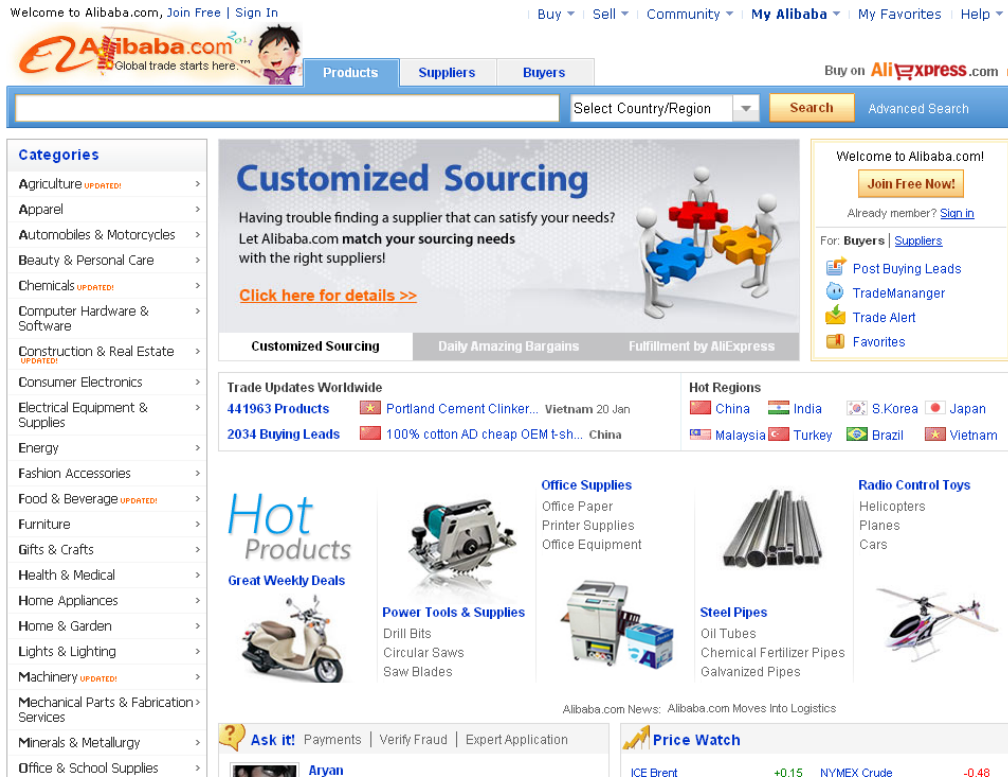 Welcome to Alibaba.com, Join Free | Sign In
Buy | Sell | Community | My Alibaba | My Favorites | Help
Alibaba.com 2011
Global trade starts here.™
Products Suppliers Buyers
Buy on AliExpress.com
Select Country/Region Search Advanced Search
Categories
Agriculture UPDATED!
Apparel
Automobiles & Motorcycles
Beauty & Personal Care
Chemicals UPDATED!
Computer Hardware &
Software
Construction & Real Estate
UPDATED!
Consumer Electronics
Electrical Equipment &
Supplies
Energy
Fashion Accessories
Food & Beverage UPDATED!
Furniture
Gifts & Crafts
Health & Medical
Home Appliances
Home & Garden
Lights & Lighting
Machinery UPDATED!
Mechanical Parts & Fabrication
Services
Minerals & Metallurgy
Office & School Supplies
Customized Sourcing
Having trouble finding a supplier that can satisfy your needs?
Let Alibaba.com match your sourcing needs
with the right suppliers!
Click here for details >>
Customized Sourcing Daily Amazing Bargains Fulfillment by AliExpress
Welcome to Alibaba.com!
Join Free Now!
Already member? Sign in
For: Buyers | Suppliers
Post Buying Leads
TradeMananger
Trade Alert
Favorites
Trade Updates Worldwide
441963 Products Portland Cement Clinker... Vietnam 20 Jan
2034 Buying Leads 100% cotton AD cheap OEM t-sh... China
Hot Regions
China India S.Korea Japan
Malaysia Turkey Brazil Vietnam
Hot
Products
Great Weekly Deals
Power Tools & Supplies
Drill Bits
Circular Saws
Saw Blades
Office Supplies
Office Paper
Printer Supplies
Office Equipment
Steel Pipes
Oil Tubes
Chemical Fertilizer Pipes
Galvanized Pipes
Radio Control Toys
Helicopters
Planes
Cars
Alibaba.com News: Alibaba.com Moves Into Logistics
Ask it! Payments | Verify Fraud | Expert Application
Aryan
Price Watch
ICE Brent +0.15 NYMEX Crude -0.48